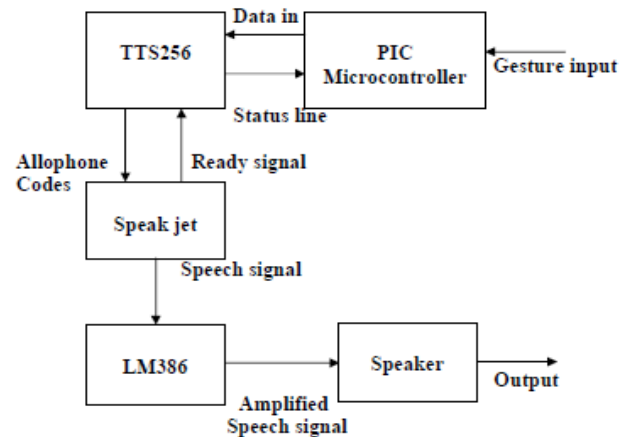 Data in
TTS256
PIC
Microcontroller
Gesture input
Status line
Allophone
Codes
Ready signal
Speak jet
Speech signal
LM386
Speaker
Output
Amplified
Speech signal